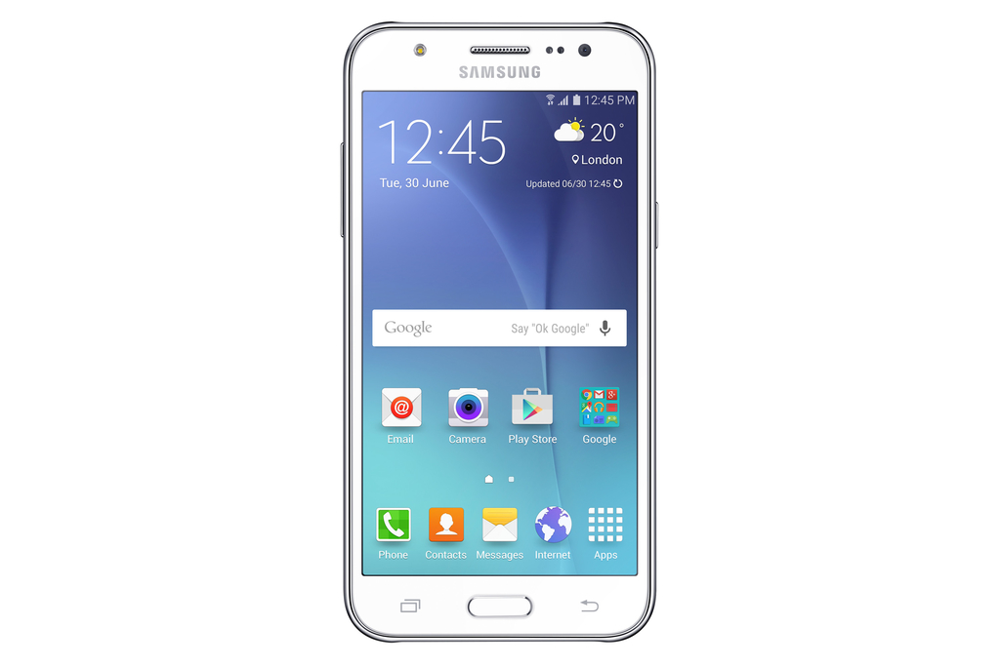 SAMSUNG
12:45 PM
12:45
20°
London
Tue, 30 June
Updated 06/30 12:45
Google
Say "Ok Google"
@
Email
Camera
Play Store
Google
Phone
Contacts
Messages
Internet
Apps